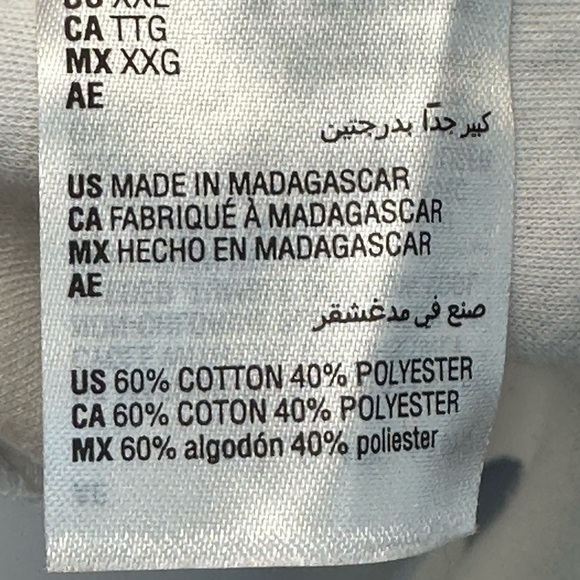 US XXL
CA TTG
MX XXG
AE
كبير جدًا بدرجتين
US MADE IN MADAGASCAR
CA FABRIQUÉ À MADAGASCAR
MX HECHO EN MADAGASCAR
AE
صنع في مدغشقر
US 60% COTTON 40% POLYESTER
CA 60% COTON 40% POLYESTER
MX 60% algodón 40% poliester